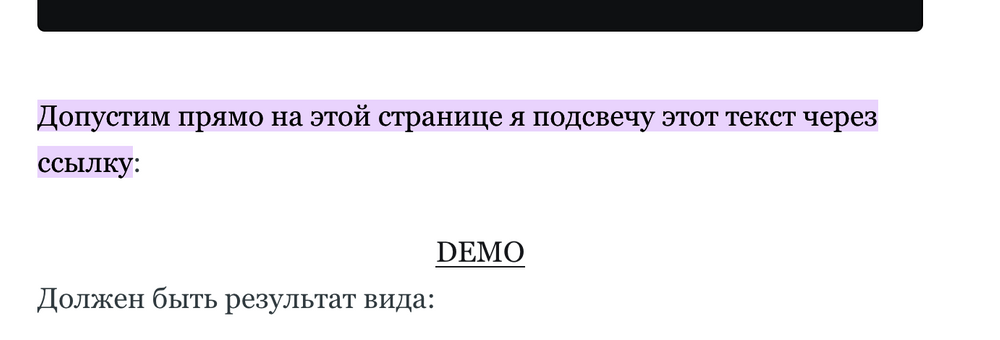 Допустим прямо на этой странице я подсвечу этот текст через
ссылку:
DEMO
Должен быть результат вида: